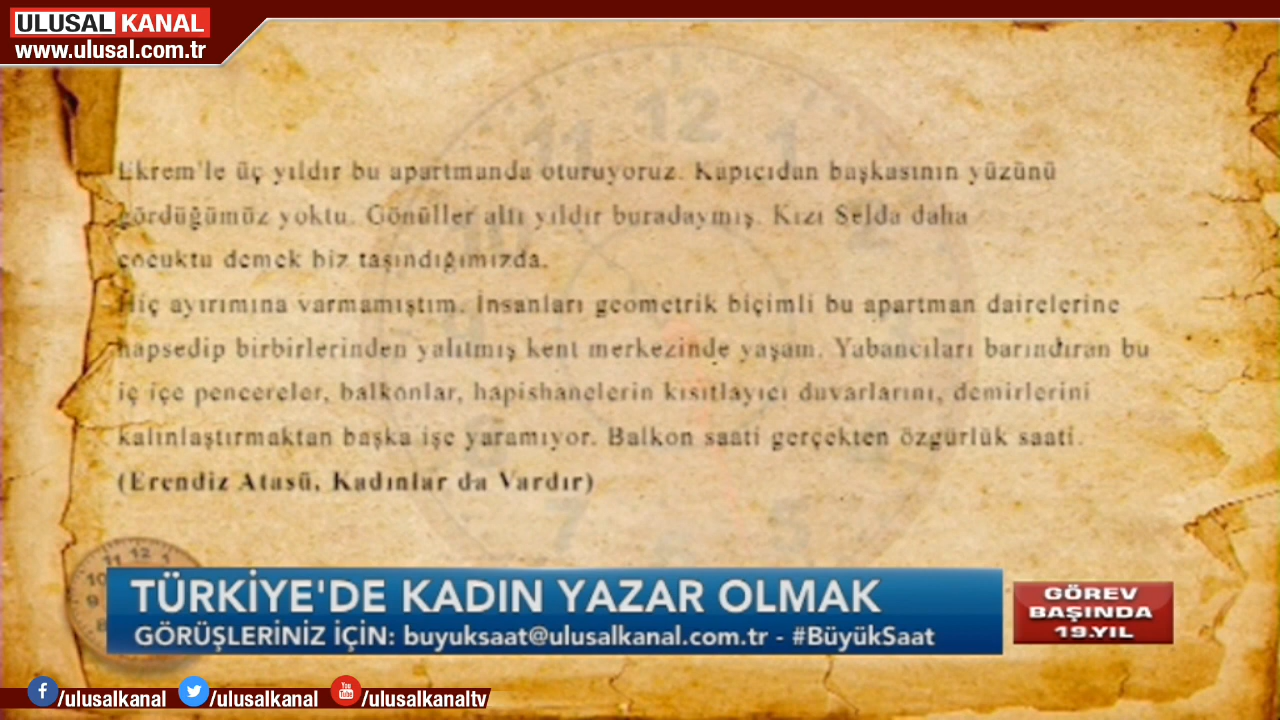 ULUSAL KANAL
www.ulusal.com.tr
Ekrem'le üç yıldır bu apartmanda oturuyoruz. Kapıcıdan başkasının yüzünü
gördüğümüz yoktu. Gönüller altı yıldır buradaymış. Kızı Selda daha
çocuktu demek biz taşındığımızda.
Hiç ayırımına varmamıştım. İnsanları geometrik biçimli bu apartman dairelerine
hapsedip birbirlerinden yalıtmış kent merkezinde yaşam. Yabancıları barındıran bu
iç içe pencereler, balkonlar, hapishanelerin kısıtlayıcı duvarlarını, demirlerini
kalınlaştırmaktan başka işe yaramıyor. Balkon saati gerçekten özgürlük saati.
(Erendiz Atasü, Kadınlar da Vardır)
TÜRKİYE'DE KADIN YAZAR OLMAK
GÖRÜŞLERİNİZ İÇİN: buyuksaat@ulusalkanal.com.tr - #BüyükSaat
GÖREV
BAŞINDA
19.YIL
/ulusalkanal /ulusalkanal /ulusalkanaltv